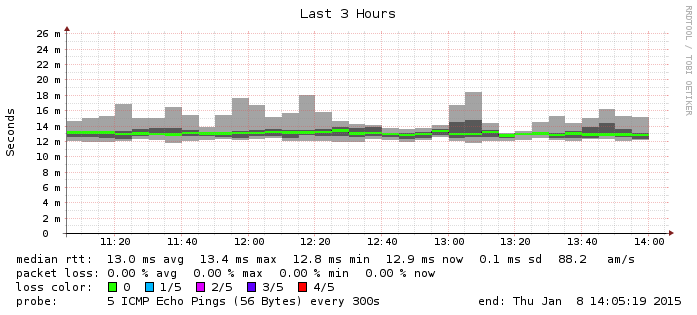 Last 3 Hours
RRDTOOL / TOBI OETIKER
Seconds
26 m
24 m
22 m
20 m
18 m
16 m
14 m
12 m
10 m
8 m
6 m
4 m
2 m
0
11:20 11:40 12:00 12:20 12:40 13:00 13:20 13:40 14:00
median rtt: 13.0 ms avg 13.4 ms max 12.8 ms min 12.9 ms now 0.1 ms sd 88.2 am/s
packet loss: 0.00 % avg 0.00 % max 0.00 % min 0.00 % now
loss color: 0 1/5 2/5 3/5 4/5
probe: 5 ICMP Echo Pings (56 Bytes) every 300s end: Thu Jan 8 14:05:19 2015